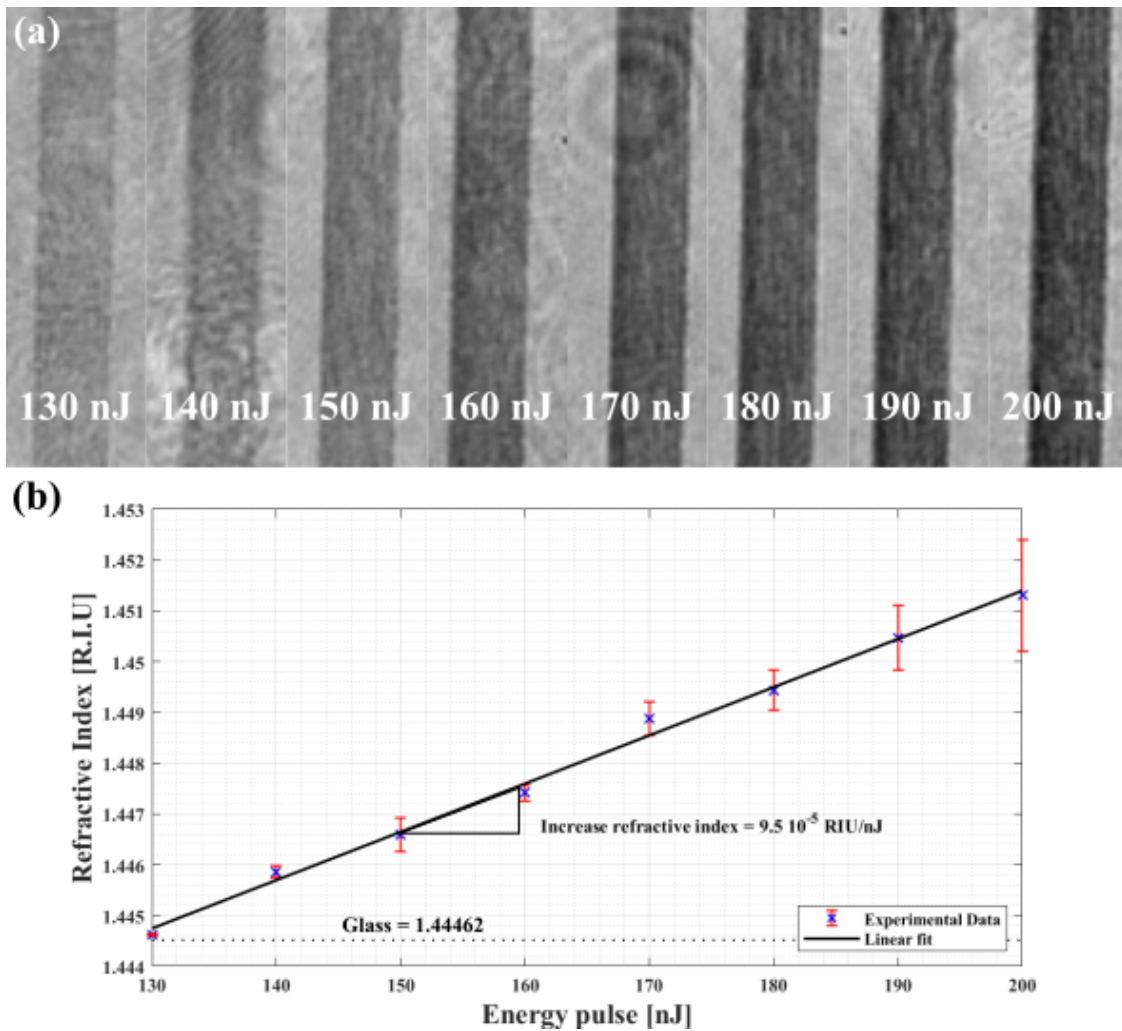 (a)
130 nJ 140 nJ 150 nJ 160 nJ 170 nJ 180 nJ 190 nJ 200 nJ
(b)
1.453
1.452
1.451
1.45
1.449
1.448
1.447
1.446
1.445
1.444
Refractive Index [R.I.U]
Increase refractive index = 9.5 10⁻⁵ RIU/nJ
Glass = 1.44462
Experimental Data
Linear fit
130 140 150 160 170 180 190 200
Energy pulse [nJ]